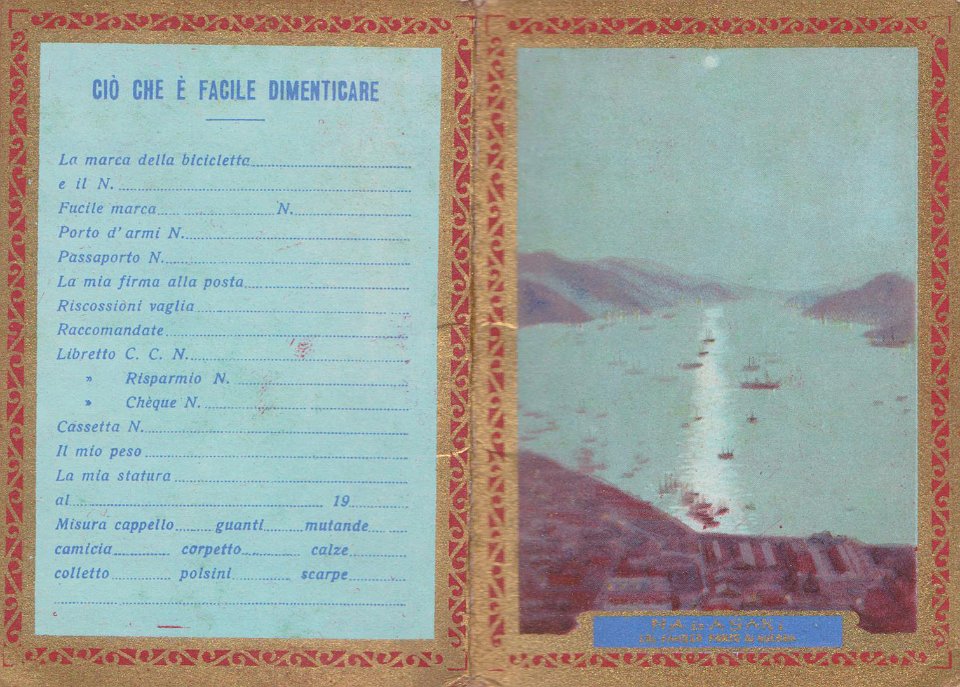 CIÒ CHE È FACILE DIMENTICARE
La marca della bicicletta
e il N.
Fucile marca N.
Porto d'armi N.
Passaporto N.
La mia firma alla posta
Riscossioni vaglia
Raccomandate
Libretto C. C. N.
» Risparmio N.
» Chèque N.
Cassetta N.
Il mio peso
La mia statura
al 19
Misura cappello guanti mutande
camicia corpetto calze
colletto polsini scarpe
NAGASAKI